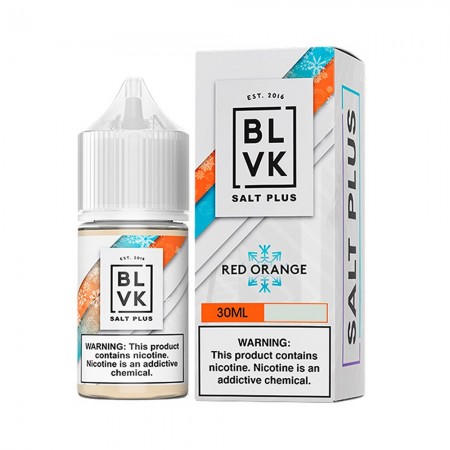 EST. 2016
BL
VK
SALT PLUS
WARNING: This product
contains nicotine.
Nicotine is an addictive
chemical.
EST. 2016
BL
VK
SALT PLUS
RED ORANGE
30ML
WARNING: This
product contains
nicotine. Nicotine is an
addictive chemical.
SALT PLUS